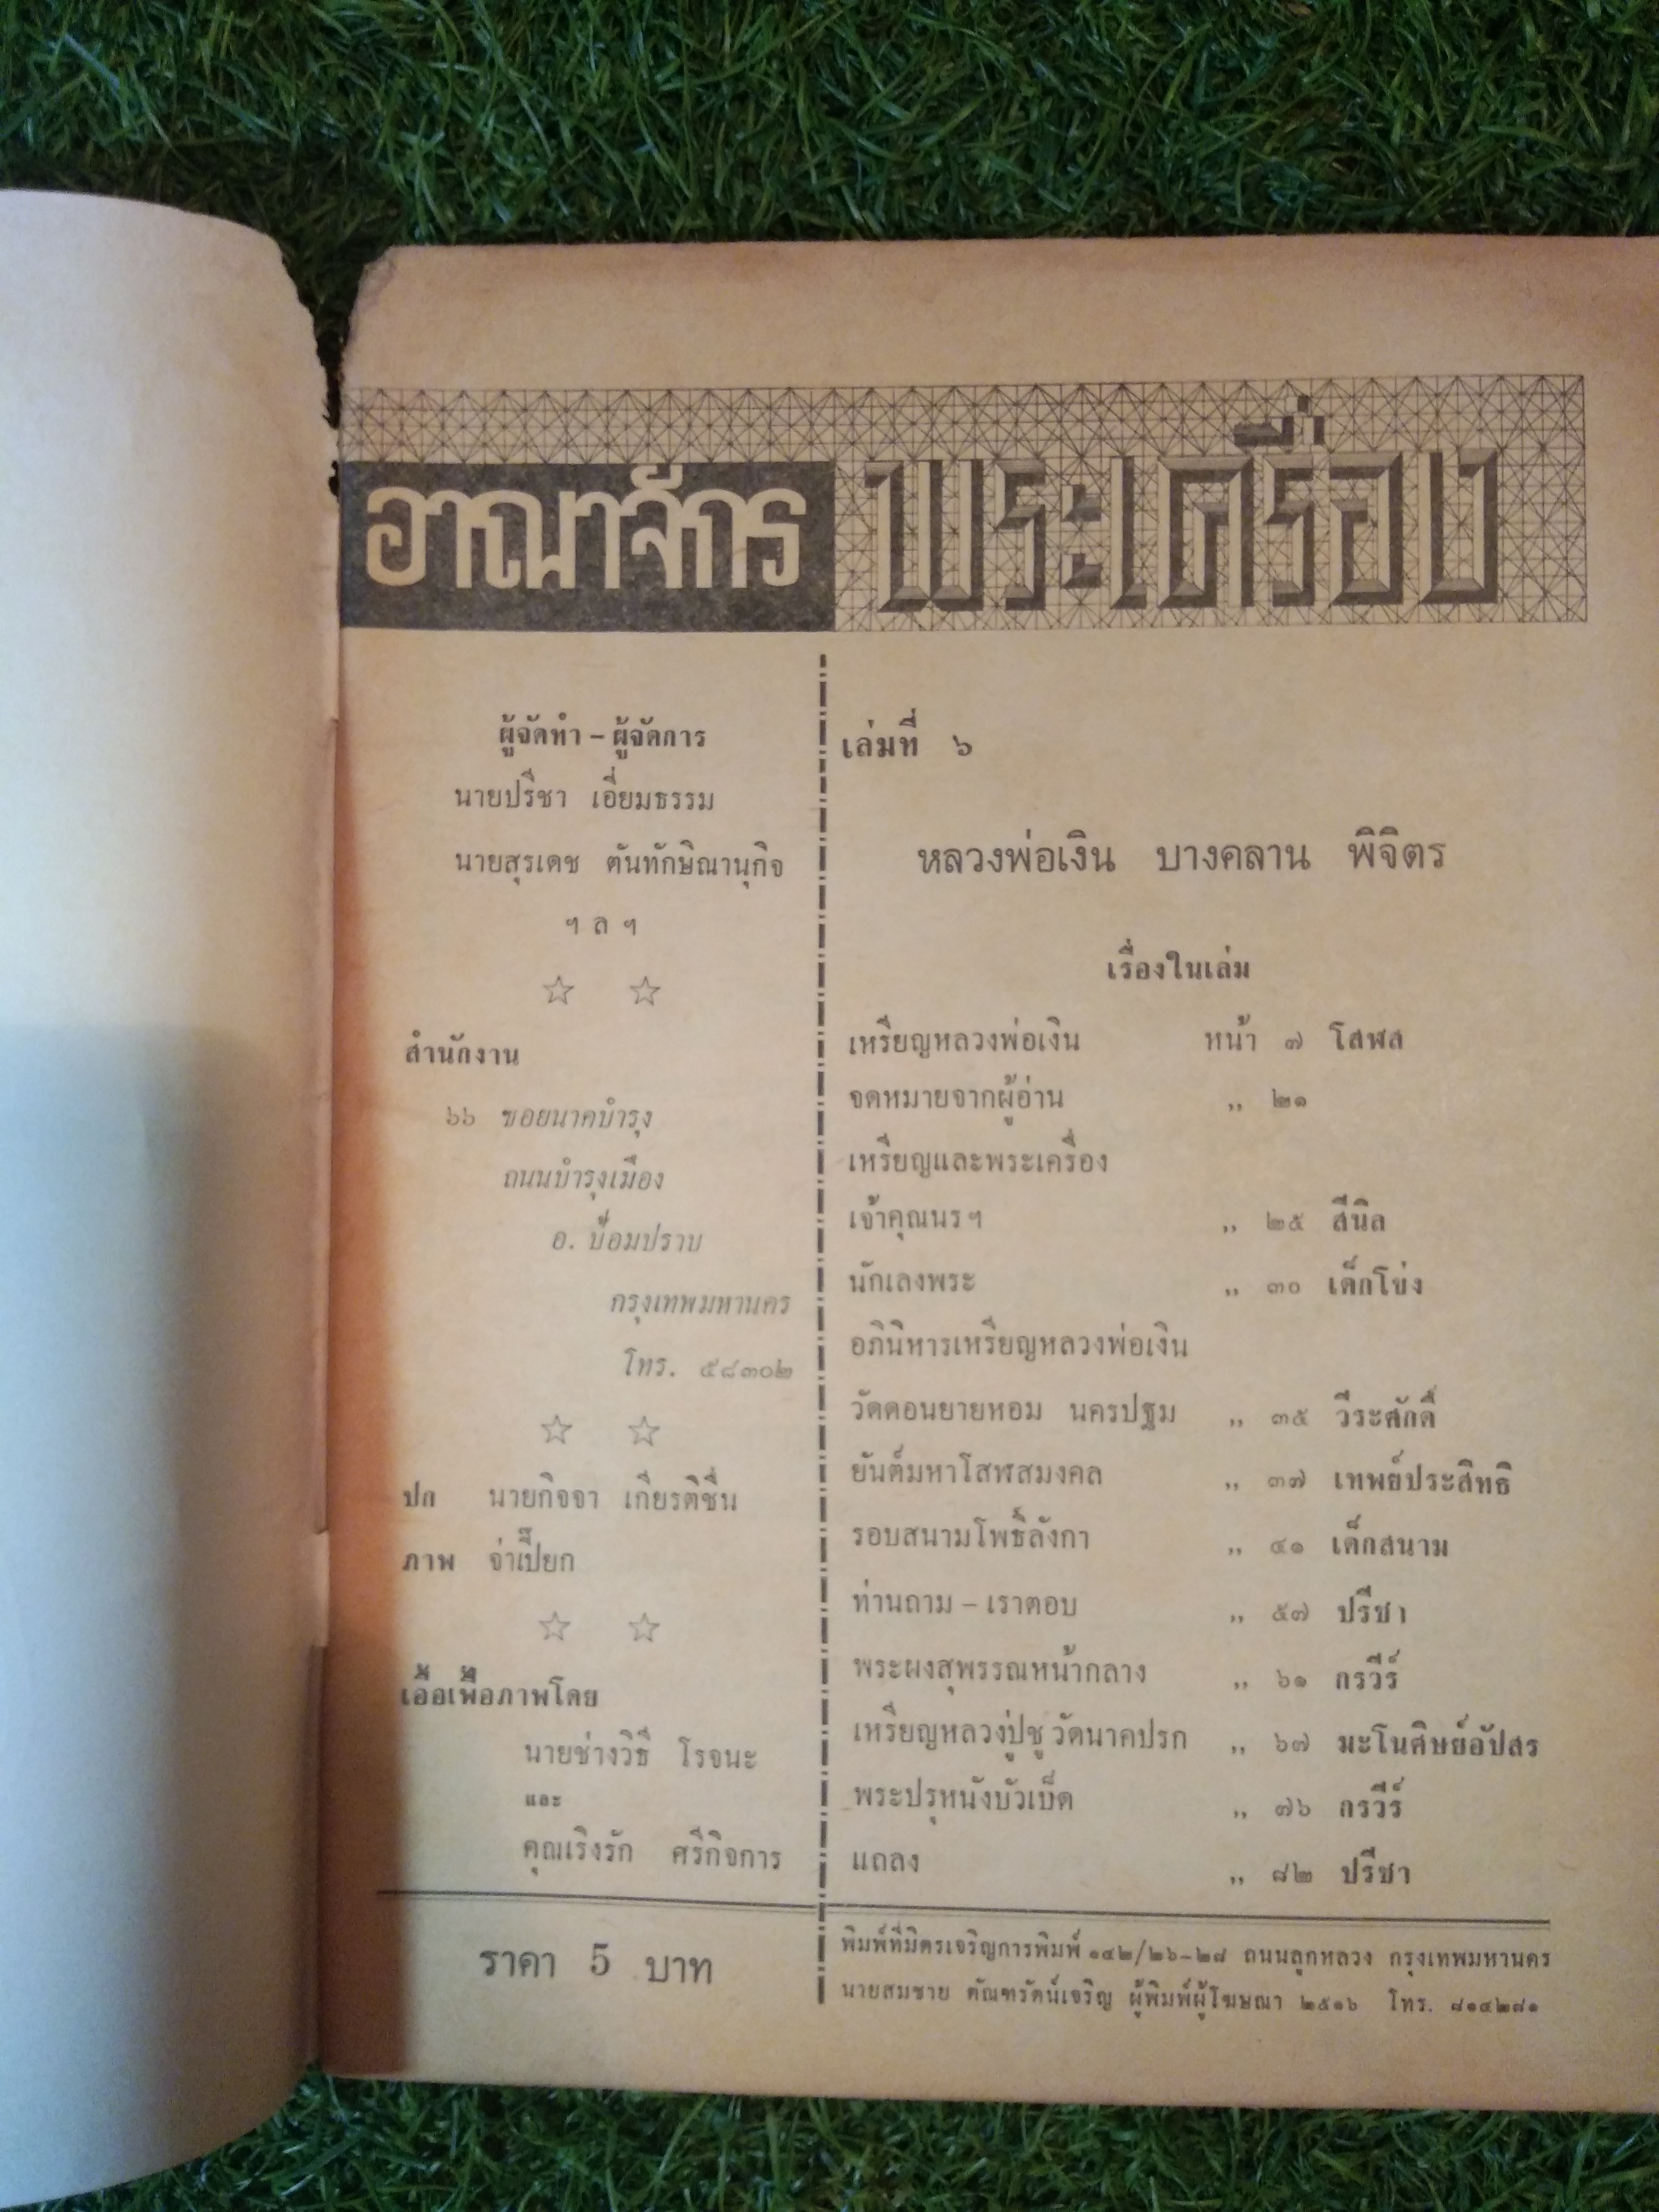 อาณาจักร พระเครื่อง
ผู้จัดทำ – ผู้จัดการ
นายปรีชา เอี่ยมธรรม
นายสุรเดช ตันทักษิณานุกิจ
ฯ ล ฯ
☆ ☆
สำนักงาน
๖๖ ซอยนาคบำรุง
ถนนบำรุงเมือง
อ. ป้อมปราบ
กรุงเทพมหานคร
โทร. ๕๘๓๐๒
☆ ☆
ปก นายกิจจา เกียรติชื่น
ภาพ จ่าเปี๊ยก
☆ ☆
เอื้อเฟื้อภาพโดย
นายช่างวิธี โรจนะ
และ
คุณเริงรัก ศรีกิจการ
ราคา 5 บาท
เล่มที่ ๖
หลวงพ่อเงิน บางคลาน พิจิตร
เรื่องในเล่ม
เหรียญหลวงพ่อเงิน หน้า ๗ โสฬส
จดหมายจากผู้อ่าน ,, ๒๑
เหรียญและพระเครื่อง
เจ้าคุณนรฯ ,, ๒๕ สีนิล
นักเลงพระ ,, ๓๐ เด็กโข่ง
อภินิหารเหรียญหลวงพ่อเงิน
วัดดอนยายหอม นครปฐม ,, ๓๕ วีระศักดิ์
ยันต์มหาโสฬสมงคล ,, ๓๗ เทพย์ประสิทธิ
รอบสนามโพธิ์ลังกา ,, ๔๑ เด็กสนาม
ท่านถาม – เราตอบ ,, ๕๗ ปรีชา
พระผงสุพรรณหน้ากลาง ,, ๖๑ กรวีร์
เหรียญหลวงปู่ชู วัดนาคปรก ,, ๖๗ มะโนศิษย์อัปสร
พระปรุหนังบัวเบ็ด ,, ๗๖ กรวีร์
แถลง ,, ๘๒ ปรีชา
พิมพ์ที่มิตรเจริญการพิมพ์ ๑๔๒/๒๖–๒๘ ถนนลูกหลวง กรุงเทพมหานคร
นายสมชาย ตัณฑรัตน์เจริญ ผู้พิมพ์ผู้โฆษณา ๒๕๑๖ โทร. ๘๑๔๒๘๑